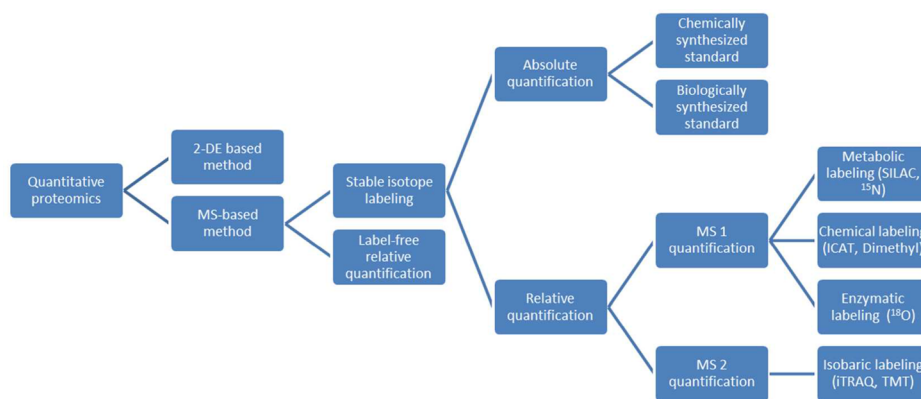 Quantitative
proteomics
2-DE based
method
MS-based
method
Stable isotope
labeling
Label-free
relative
quantification
Absolute
quantification
Chemically
synthesized
standard
Biologically
synthesized
standard
Relative
quantification
MS 1
quantification
Metabolic
labeling (SILAC,
¹⁵N)
Chemical labeling
(ICAT, Dimethyl)
Enzymatic
labeling (¹⁸O)
MS 2
quantification
Isobaric labeling
(iTRAQ, TMT)